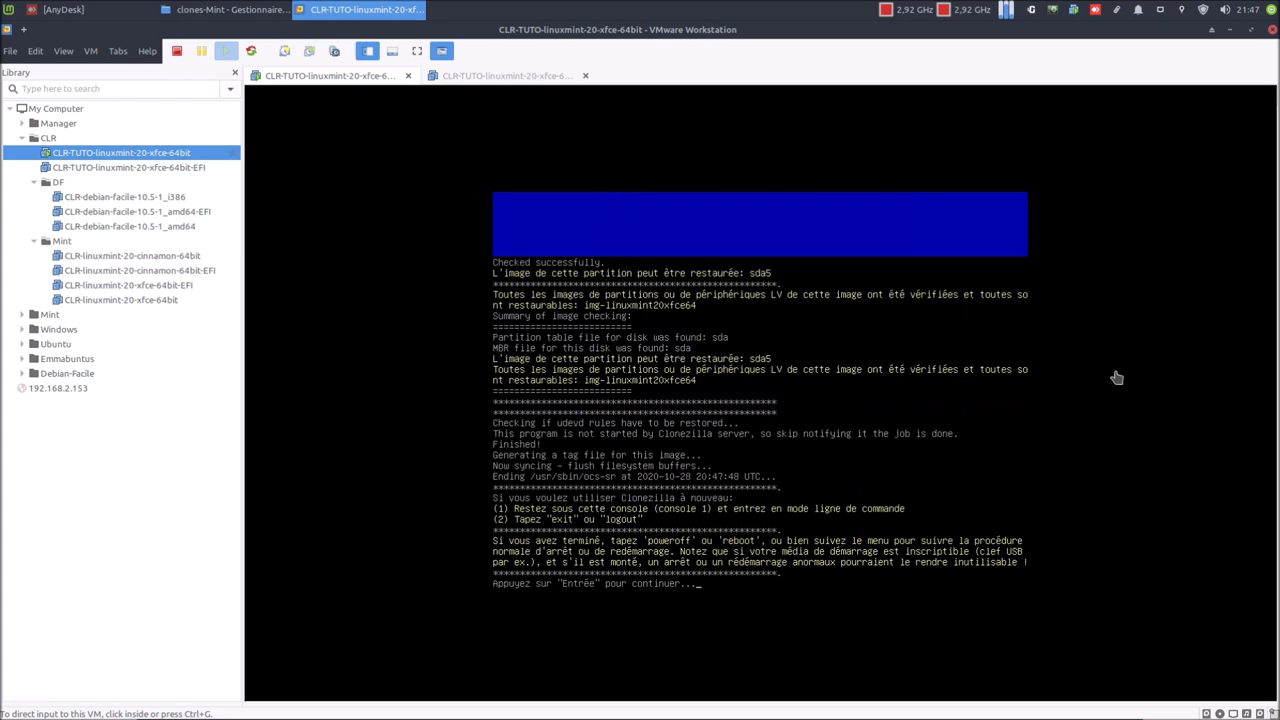 [AnyDesk]
clones-Mint - Gestionnaire...
CLR-TUTO-linuxmint-20-xf...
2,92 GHz
2,92 GHz
21:47
CLR-TUTO-linuxmint-20-xfce-64bit - VMware Workstation
File Edit View VM Tabs Help
Library
CLR-TUTO-linuxmint-20-xfce-6...
CLR-TUTO-linuxmint-20-xfce-6...
Type here to search
My Computer
Manager
CLR
CLR-TUTO-linuxmint-20-xfce-64bit
CLR-TUTO-linuxmint-20-xfce-64bit-EFI
DF
CLR-debian-facile-10.5-1_i386
CLR-debian-facile-10.5-1_amd64-EFI
CLR-debian-facile-10.5-1_amd64
Mint
CLR-linuxmint-20-cinnamon-64bit
CLR-linuxmint-20-cinnamon-64bit-EFI
CLR-linuxmint-20-xfce-64bit-EFI
CLR-linuxmint-20-xfce-64bit
Mint
Windows
Ubuntu
Emmabuntus
Debian-Facile
192.168.2.153
Checked successfully.
L'image de cette partition peut être restaurée: sda5
*****************************************************.
Toutes les images de partitions ou de périphériques LV de cette image ont été vérifiées et toutes so
nt restaurables: img-linuxmint20xfce64
Summary of image checking:
==========================
Partition table file for disk was found: sda
MBR file for this disk was found: sda
L'image de cette partition peut être restaurée: sda5
Toutes les images de partitions ou de périphériques LV de cette image ont été vérifiées et toutes so
nt restaurables: img-linuxmint20xfce64
==========================
*****************************************************
*****************************************************
Checking if udevd rules have to be restored...
This program is not started by Clonezilla server, so skip notifying it the job is done.
Finished!
Generating a tag file for this image...
Now syncing - flush filesystem buffers...
Ending /usr/sbin/ocs-sr at 2020-10-28 20:47:48 UTC...
*****************************************************.
Si vous voulez utiliser Clonezilla à nouveau:
(1) Restez sous cette console (console 1) et entrez en mode ligne de commande
(2) Tapez "exit" ou "logout"
*****************************************************.
Si vous avez terminé, tapez 'poweroff' ou 'reboot', ou bien suivez le menu pour suivre la procédure
normale d'arrêt ou de redémarrage. Notez que si votre média de démarrage est inscriptible (clef USB
par ex.), et s'il est monté, un arrêt ou un rédémarrage anormaux pourraient le rendre inutilisable !
*****************************************************.
Appuyez sur "Entrée" pour continuer..._
To direct input to this VM, click inside or press Ctrl+G.